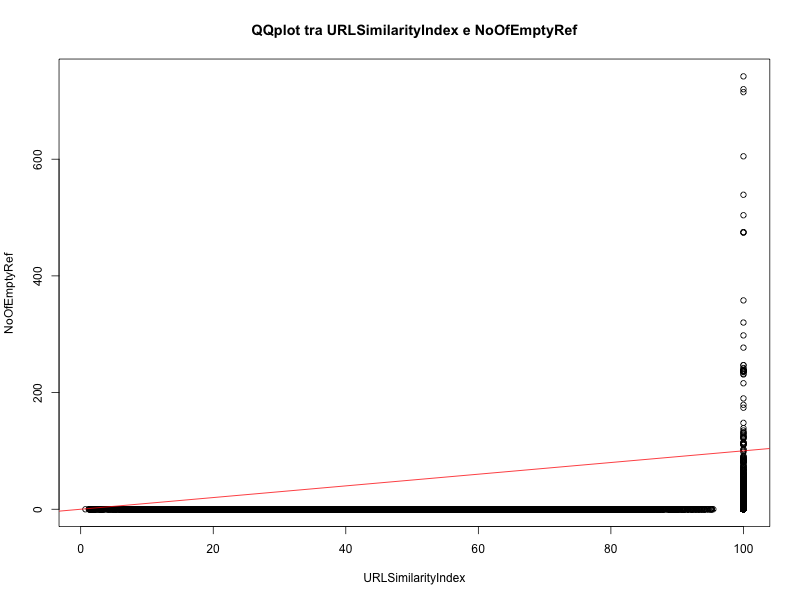 QQplot tra URLSimilarityIndex e NoOfEmptyRef
600
400
200
0
NoOfEmptyRef
0 20 40 60 80 100
URLSimilarityIndex